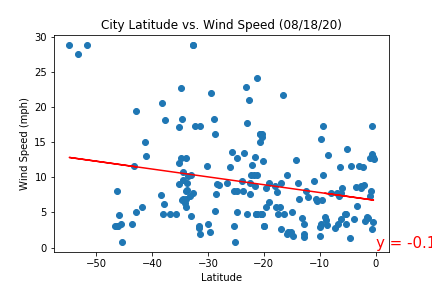 City Latitude vs. Wind Speed (08/18/20)
30
25
20
15
10
5
0
Wind Speed (mph)
−50 −40 −30 −20 −10 0
Latitude
y = -0.1